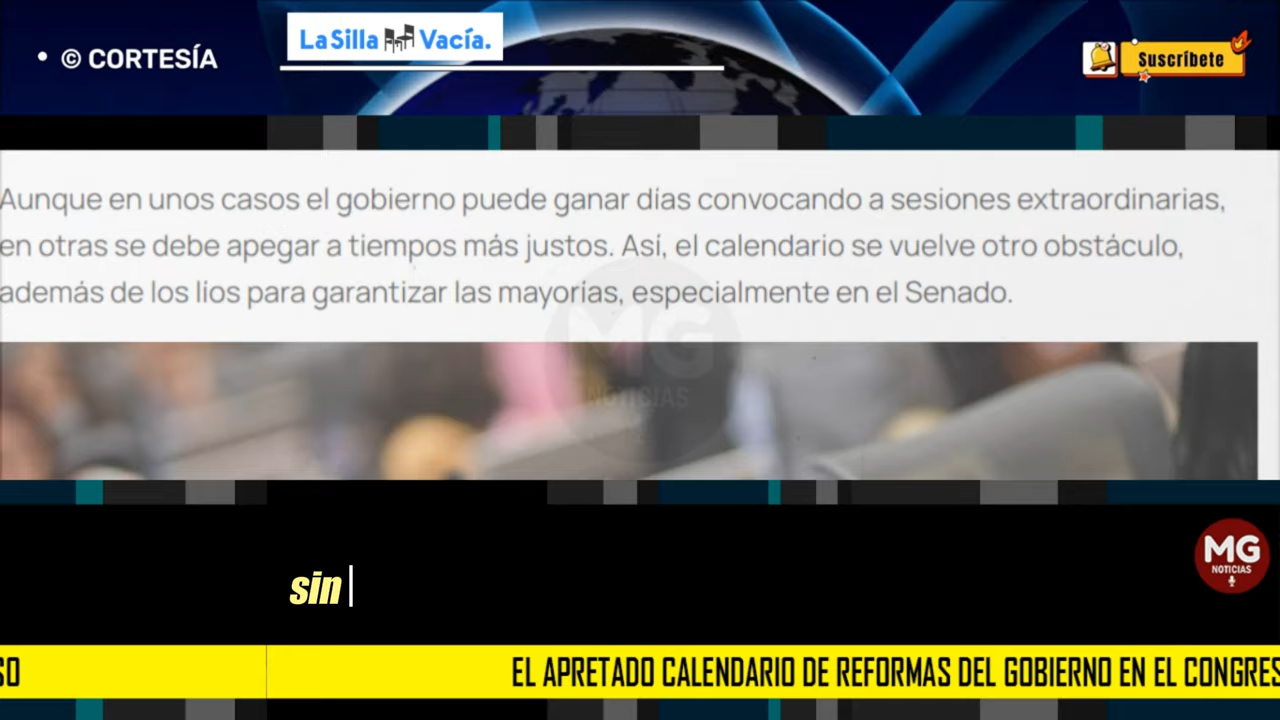 • © CORTESÍA
La Silla Vacía.
Suscríbete
Aunque en unos casos el gobierno puede ganar días convocando a sesiones extraordinarias,
en otras se debe apegar a tiempos más justos. Así, el calendario se vuelve otro obstáculo,
además de los líos para garantizar las mayorías, especialmente en el Senado.
MG
NOTICIAS
sin
MG
NOTICIAS
SO
EL APRETADO CALENDARIO DE REFORMAS DEL GOBIERNO EN EL CONGRES